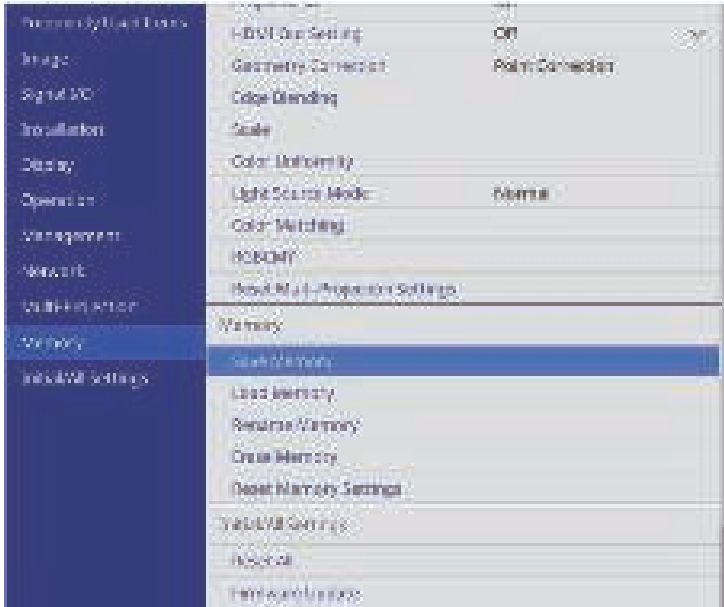 Frequently Used Items
Image
Signal I/O
Installation
Display
Operation
Management
Network
Multi-Projection
Memory
Initial/All Settings
HDMI Out Setting Off
Geometry Correction Point Correction
Edge Blending
Scale
Color Uniformity
Light Source Mode Normal
Color Matching
RGBCMY
Reset Multi-Projection Settings
Memory
Save Memory
Load Memory
Rename Memory
Erase Memory
Reset Memory Settings
Initial/All Settings
Reset All
Firmware Update